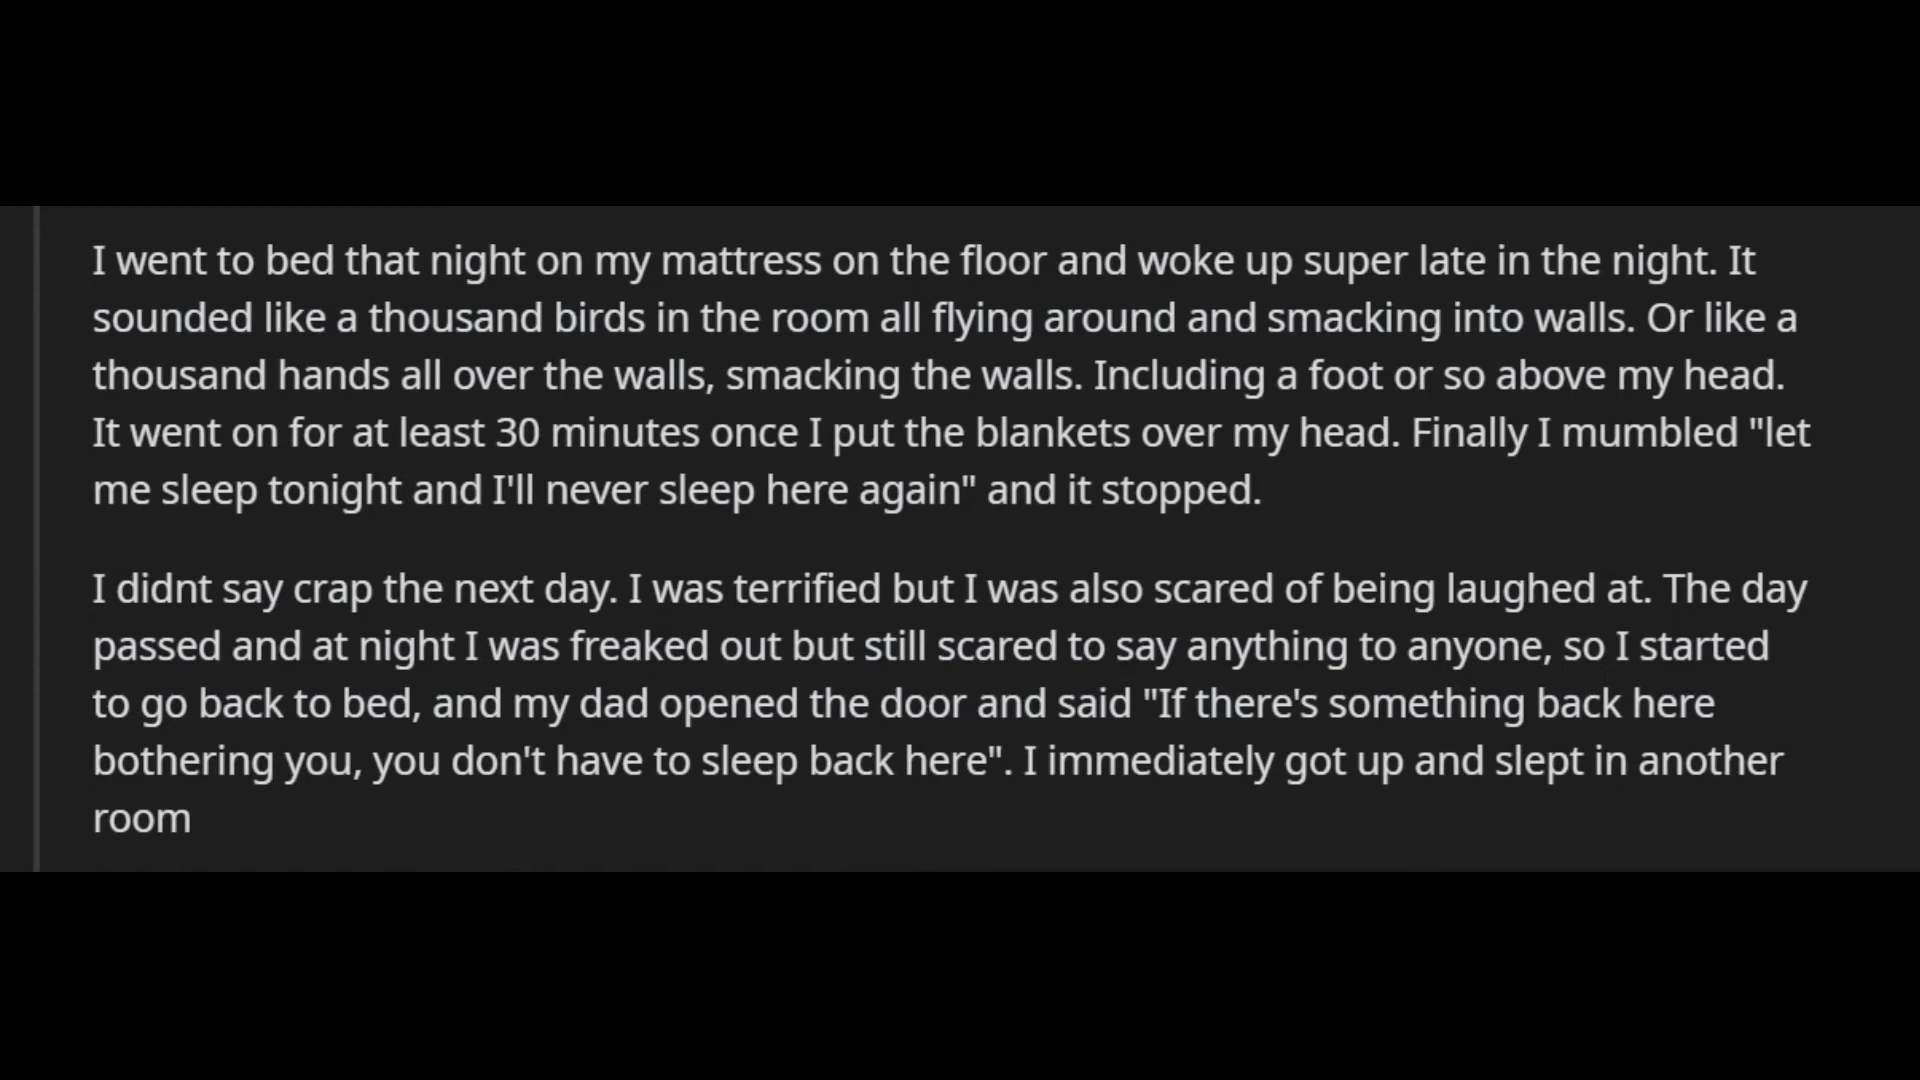 I went to bed that night on my mattress on the floor and woke up super late in the night. It
sounded like a thousand birds in the room all flying around and smacking into walls. Or like a
thousand hands all over the walls, smacking the walls. Including a foot or so above my head.
It went on for at least 30 minutes once I put the blankets over my head. Finally I mumbled "let
me sleep tonight and I'll never sleep here again" and it stopped.
I didnt say crap the next day. I was terrified but I was also scared of being laughed at. The day
passed and at night I was freaked out but still scared to say anything to anyone, so I started
to go back to bed, and my dad opened the door and said "If there's something back here
bothering you, you don't have to sleep back here". I immediately got up and slept in another
room